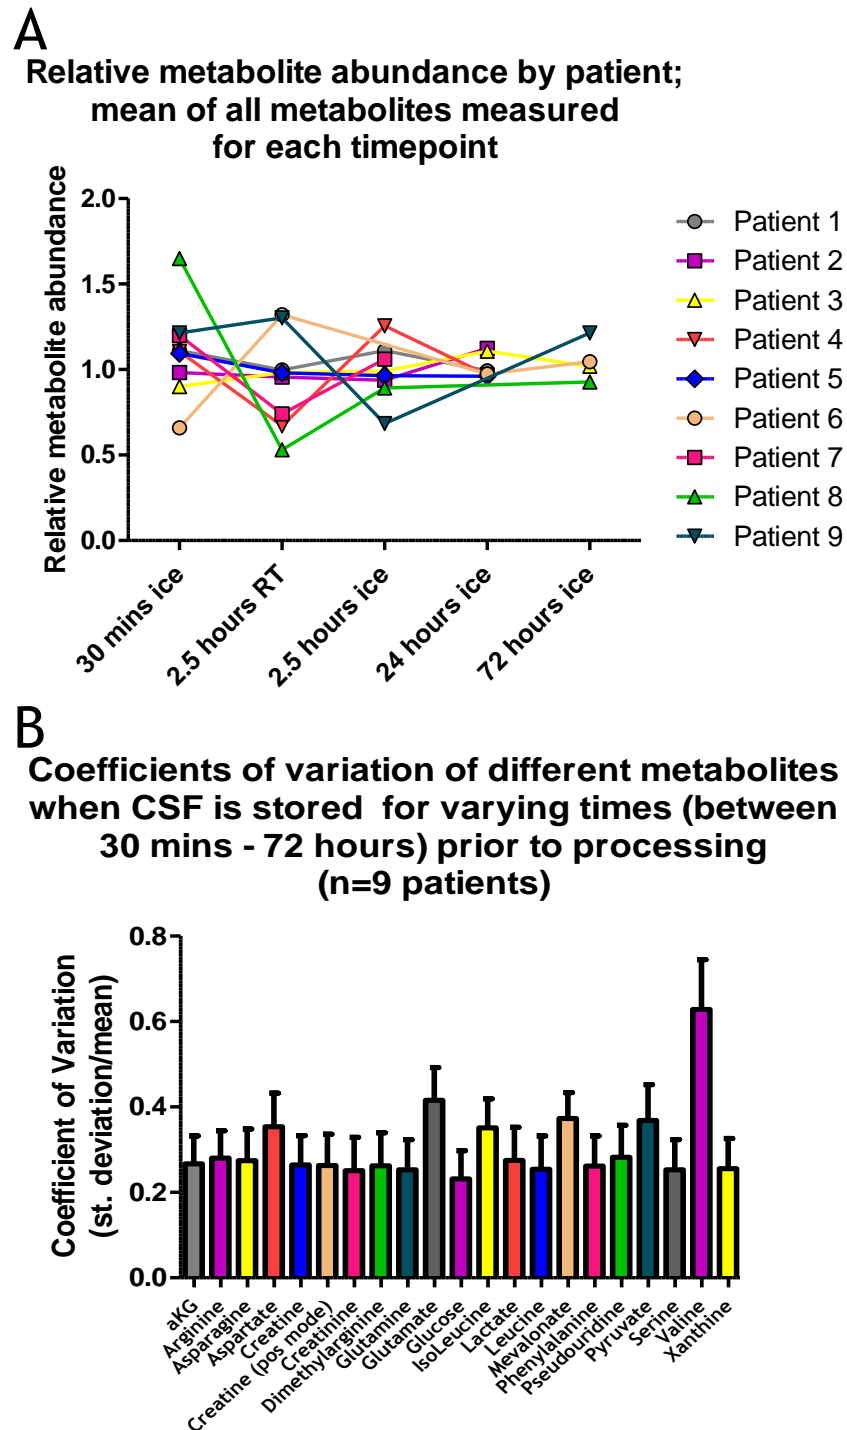 A
Relative metabolite abundance by patient;
mean of all metabolites measured
for each timepoint
Relative metabolite abundance
2.0
1.5
1.0
0.5
0.0
30 mins ice
2.5 hours RT
2.5 hours ice
24 hours ice
72 hours ice
Patient 1
Patient 2
Patient 3
Patient 4
Patient 5
Patient 6
Patient 7
Patient 8
Patient 9
B
Coefficients of variation of different metabolites
when CSF is stored for varying times (between
30 mins - 72 hours) prior to processing
(n=9 patients)
Coefficient of Variation
(st. deviation/mean)
0.8
0.6
0.4
0.2
0.0
aKG
Arginine
Asparagine
Aspartate
Creatine
Creatine (pos mode)
Creatinine
Dimethylarginine
Glutamine
Glutamate
Glucose
IsoLeucine
Lactate
Leucine
Mevalonate
Phenylalanine
Pseudouridine
Pyruvate
Serine
Valine
Xanthine